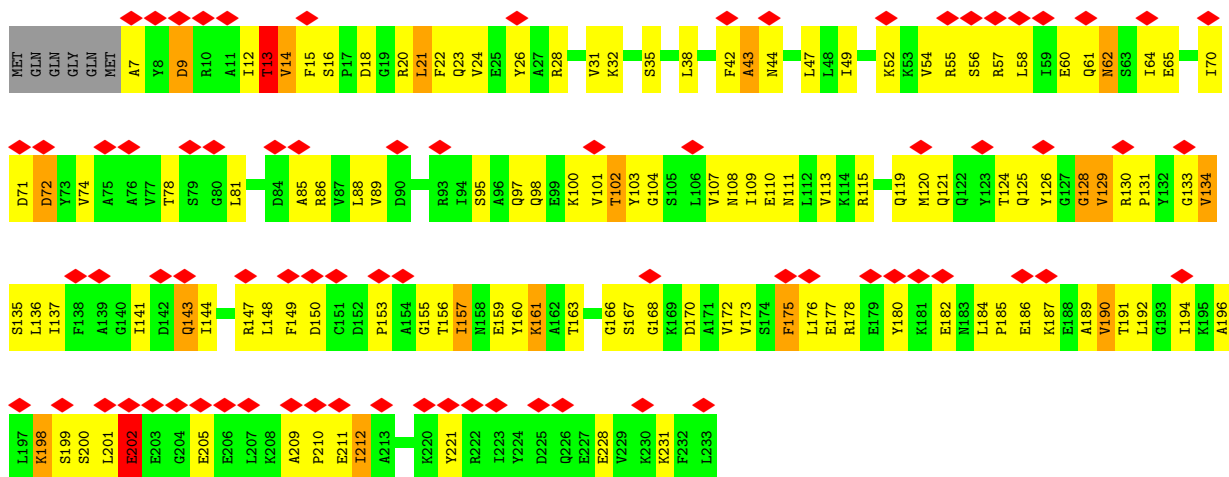 MET GLN GLN GLY GLN MET A7 Y8 D9 R10 A11 I12 T13 V14 F15 S16 P17 D18 G19 R20 L21 F22 Q23 V24 E25 Y26 A27 R28 V31 K32 S35 L38 F42 A43 N44 L47 L48 I49 K52 K53 V54 R55 S56 R57 L58 I59 E60 Q61 N62 S63 I64 E65 I70
D71 D72 Y73 V74 A75 A76 V77 T78 S79 G80 L81 D84 A85 R86 V87 L88 V89 D90 R93 I94 S95 A96 Q97 Q98 E99 K100 V101 T102 Y103 G104 S105 L106 V107 N108 I109 E110 N111 L112 V113 K114 R115 Q119 M120 Q121 Q122 Y123 T124 Q125 Y126 G127 G128 V129 R130 P131 Y132 G133 V134
S135 L136 I137 F138 A139 G140 I141 D142 Q143 I144 R147 L148 F149 D150 C151 D152 P153 A154 G155 T156 I157 N158 E159 Y160 K161 A162 T163 G166 S167 G168 K169 D170 A171 V172 V173 S174 F175 L176 E177 R178 E179 Y180 K181 E182 N183 L184 P185 E186 K187 E188 A189 V190 T191 L192 G193 I194 K195 A196
L197 K198 S199 S200 L201 E202 E203 G204 E205 E206 L207 K208 A209 P210 E211 I212 A213 K220 Y221 R222 I223 Y224 D225 Q226 E227 E228 V229 K230 K231 F232 L233